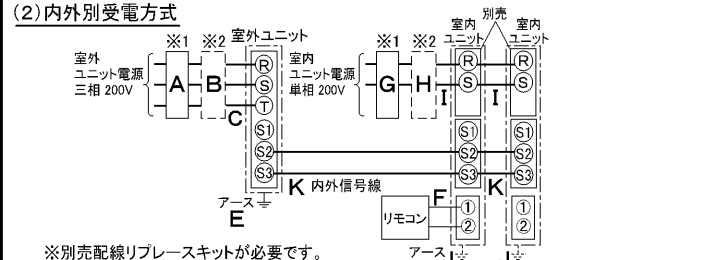 (2)内外別受電方式
※1 ※2 室外ユニット
室外
ユニット電源
三相 200V
A B
R
S
T
S1
S2
S3
C
アース
E
※1 ※2
室内
ユニット電源
単相 200V
G H
別売
室内
ユニット
室内
ユニット
R R
S S
I I
S1 S1
S2 S2
S3 S3
K 内外信号線
K
リモコン
F
1 1
2 2
アース
※別売配線リプレースキットが必要です。